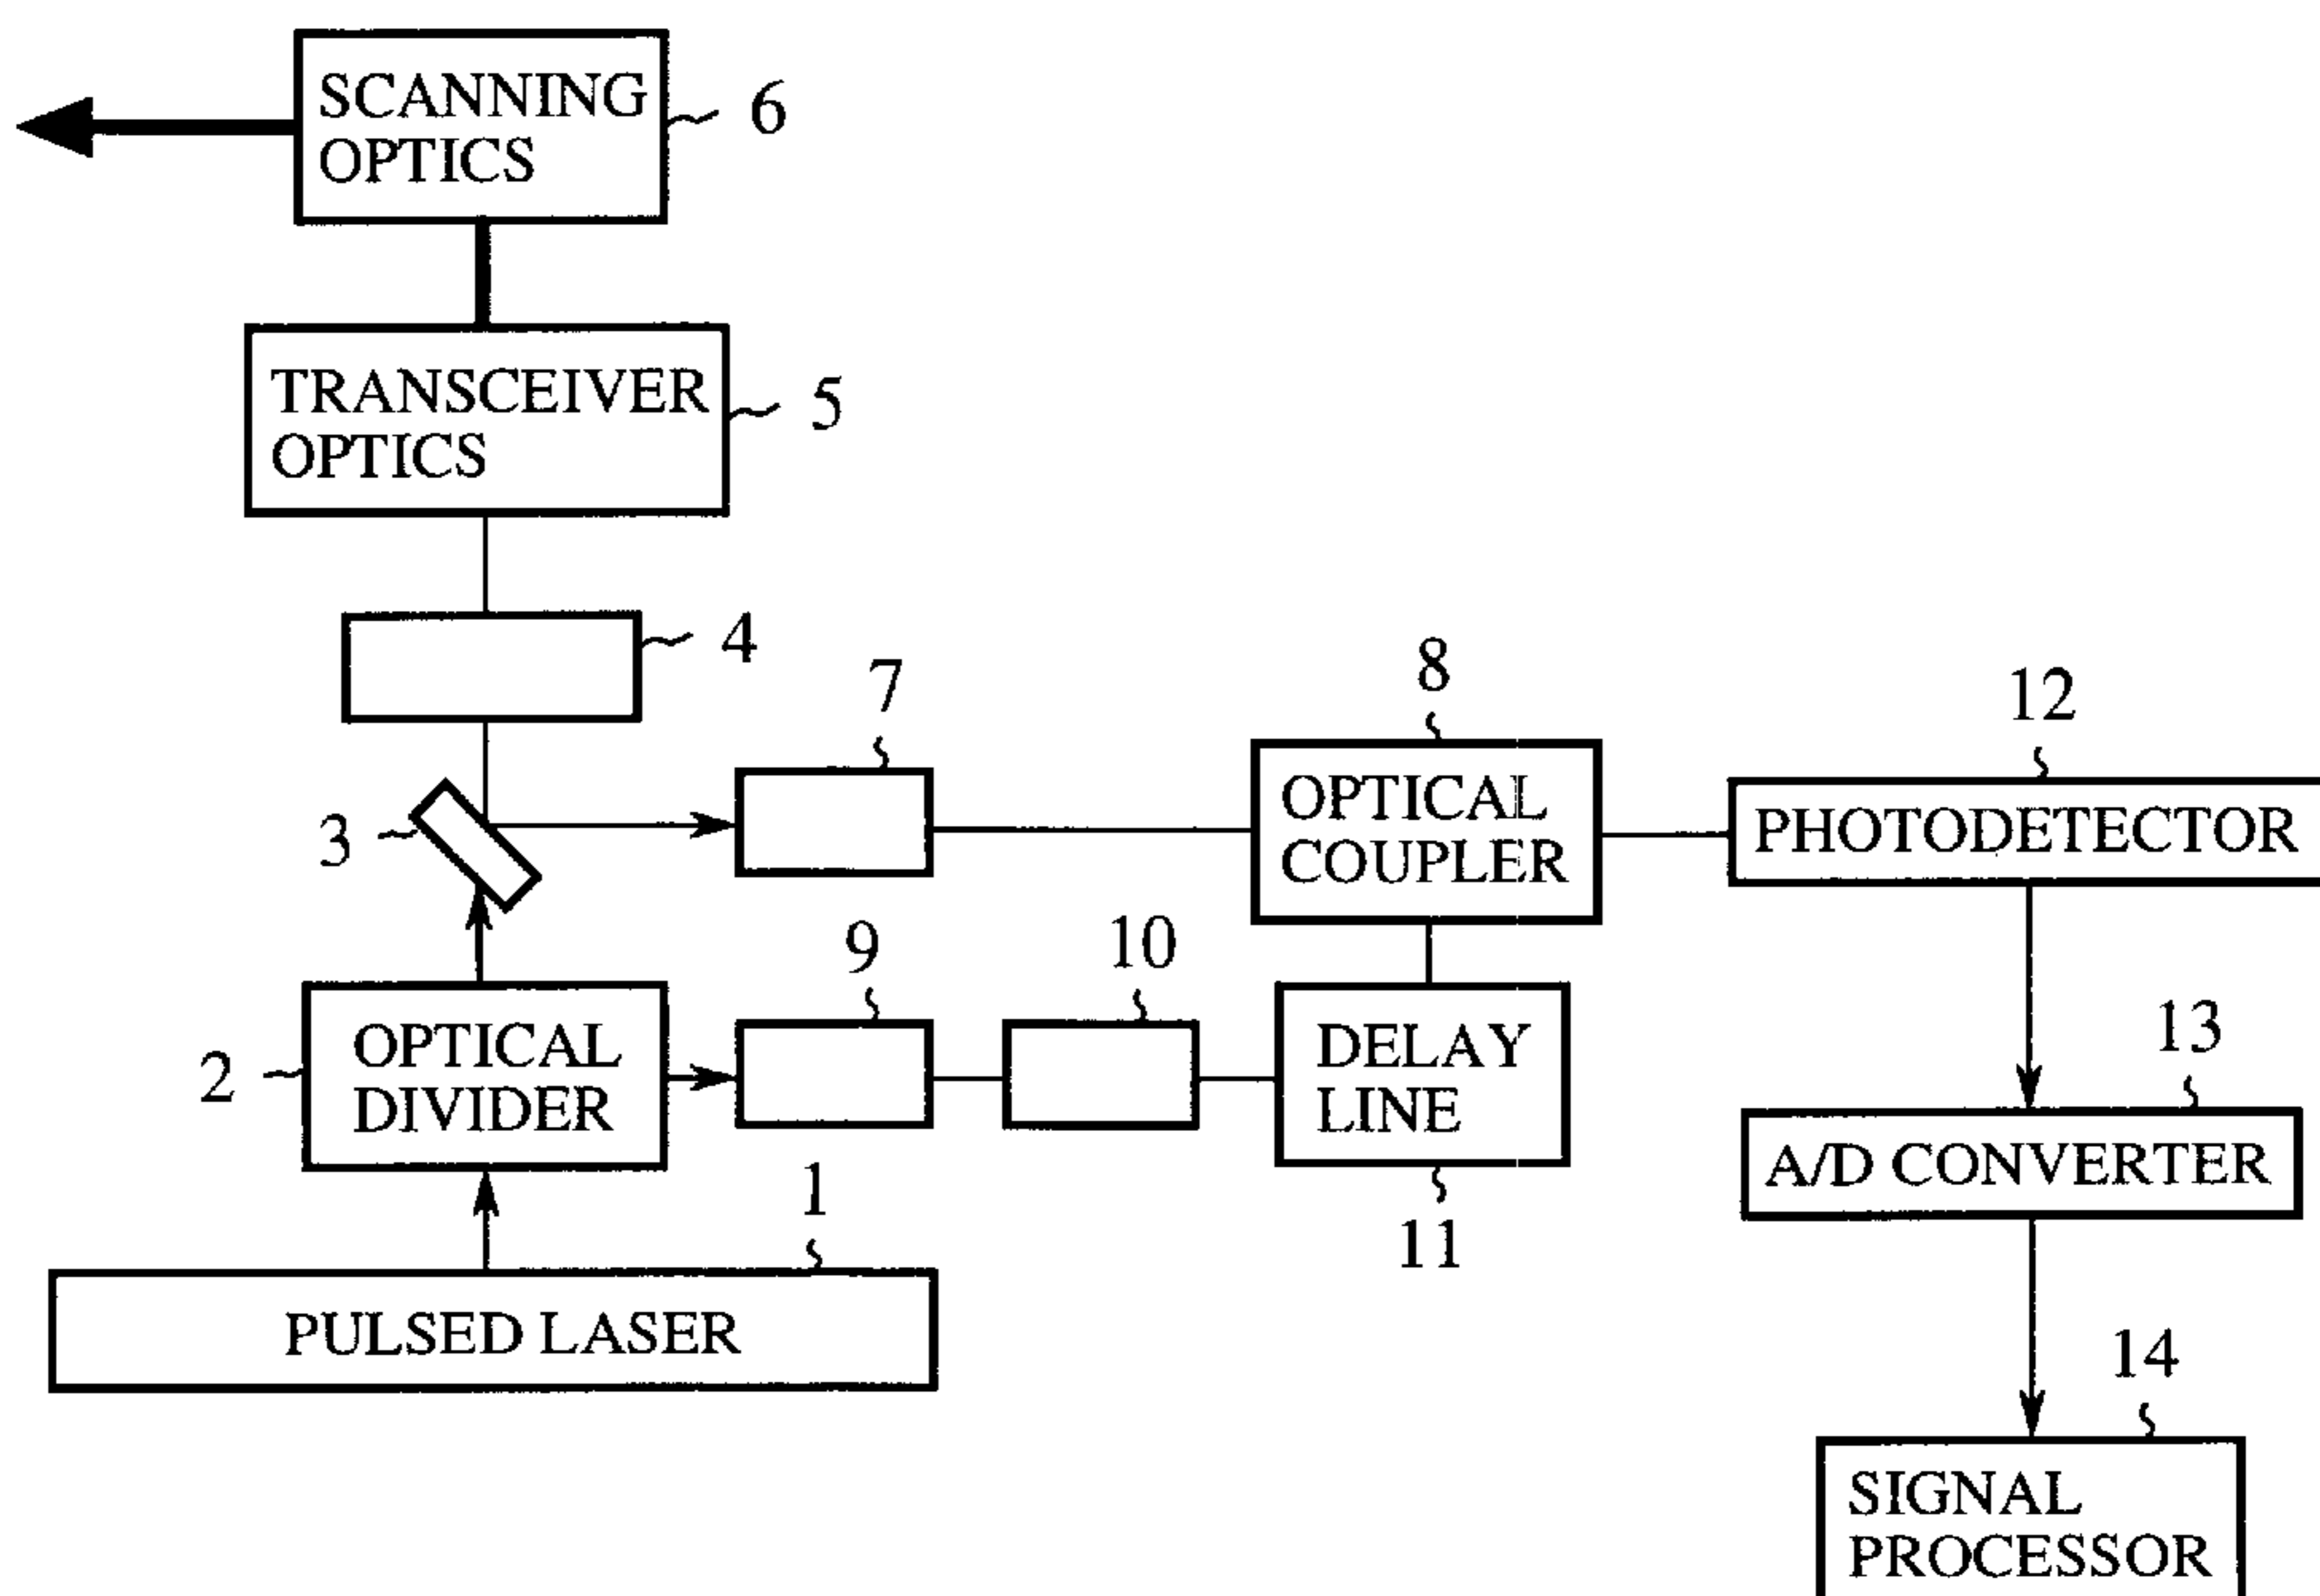 SCANNING
OPTICS
6
TRANSCEIVER
OPTICS
5
4
7
8
12
3
OPTICAL
COUPLER
PHOTODETECTOR
9
10
2
OPTICAL
DIVIDER
DELAY
LINE
13
A/D CONVERTER
1
11
PULSED LASER
14
SIGNAL
PROCESSOR